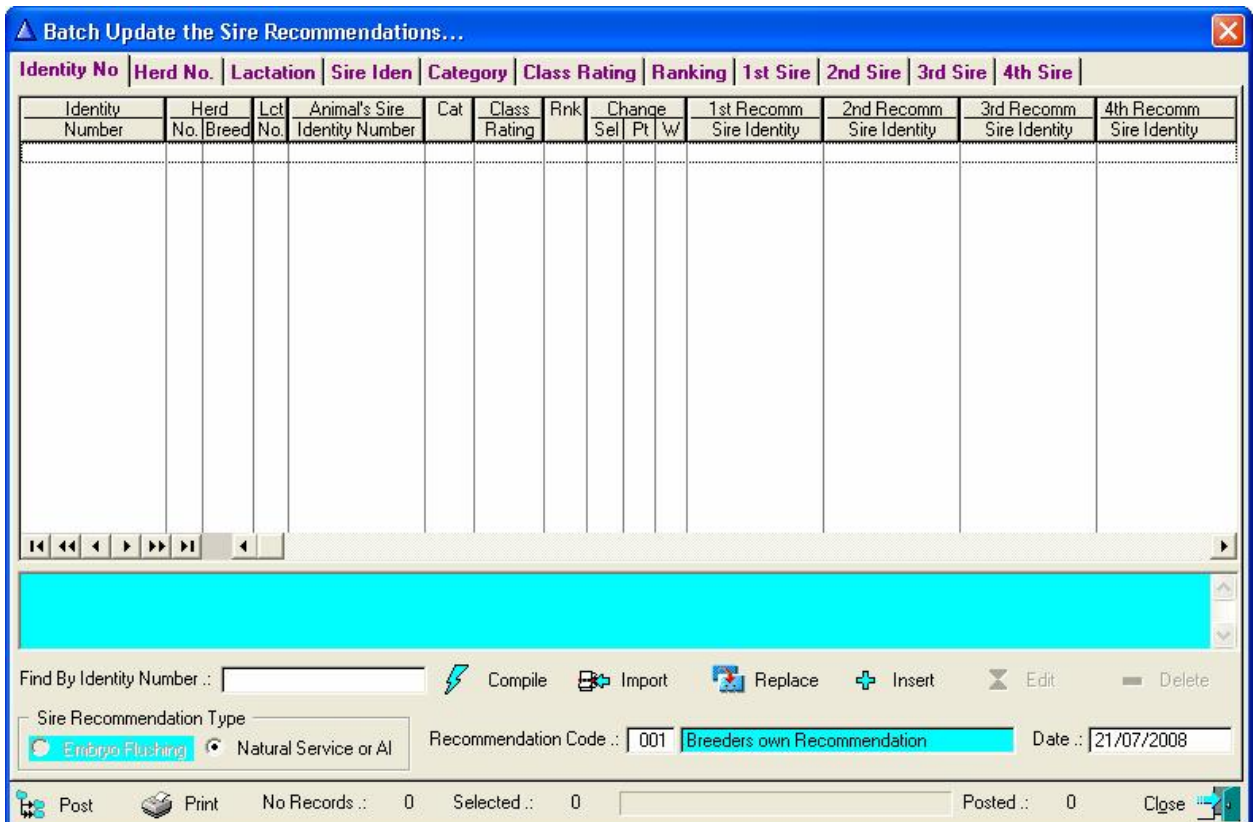 Batch Update the Sire Recommendations...
Identity No Herd No. Lactation Sire Iden Category Class Rating Ranking 1st Sire 2nd Sire 3rd Sire 4th Sire
Identity Herd Lct Animal's Sire Cat Class Rnk Change 1st Recomm 2nd Recomm 3rd Recomm 4th Recomm
Number No. Breed No. Identity Number Rating Sel Pt W Sire Identity Sire Identity Sire Identity Sire Identity
Find By Identity Number .: Compile Import Replace Insert Edit Delete
Sire Recommendation Type
Embryo Flushing Natural Service or AI Recommendation Code .: 001 Breeders own Recommendation Date .: 21/07/2008
Post Print No Records .: 0 Selected .: 0 Posted .: 0 Close